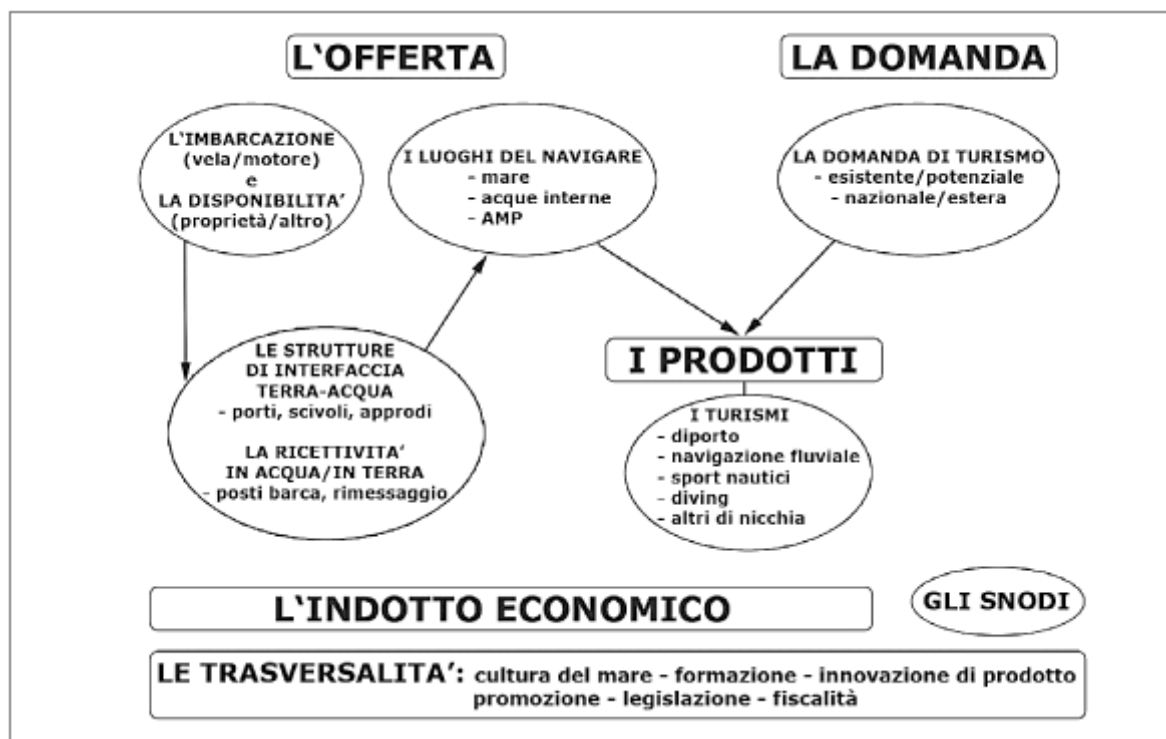 L'OFFERTA
LA DOMANDA
L'IMBARCAZIONE
(vela/motore)
e
LA DISPONIBILITA'
(proprietà/altro)
I LUOGHI DEL NAVIGARE
- mare
- acque interne
- AMP
LA DOMANDA DI TURISMO
- esistente/potenziale
- nazionale/estera
LE STRUTTURE
DI INTERFACCIA
TERRA-ACQUA
- porti, scivoli, approdi
LA RICETTIVITA'
IN ACQUA/IN TERRA
- posti barca, rimessaggio
I PRODOTTI
I TURISMI
- diporto
- navigazione fluviale
- sport nautici
- diving
- altri di nicchia
L'INDOTTO ECONOMICO
GLI SNODI
LE TRASVERSALITA': cultura del mare - formazione - innovazione di prodotto
promozione - legislazione - fiscalità